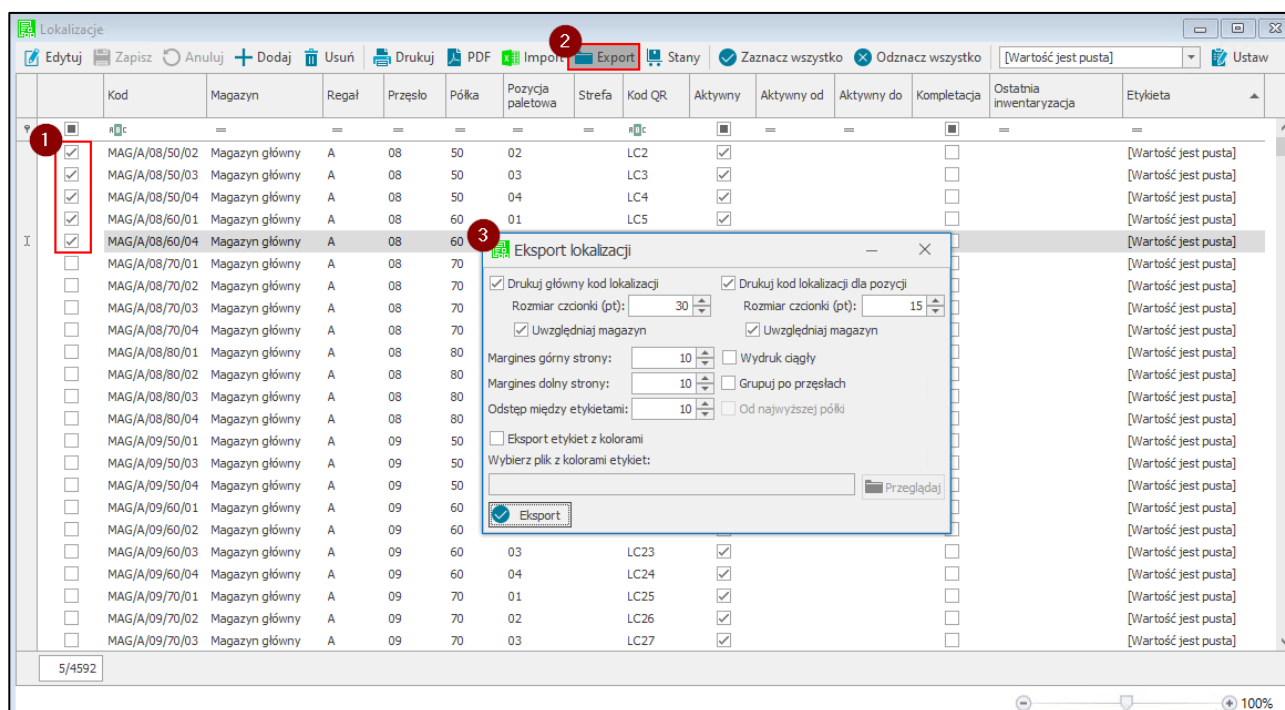 Lokalizacje
Edytuj Zapisz Anuluj Dodaj Usuń Drukuj PDF Import Export Stany Zaznacz wszystko Odznacz wszystko [Wartość jest pusta] Ustaw
2
Kod Magazyn Regał Przęsło Półka Pozycja paletowa Strefa Kod QR Aktywny Aktywny od Aktywny do Kompletacja Ostatnia inwentaryzacja Etykieta
1
MAG/A/08/50/02 Magazyn główny A 08 50 02 LC2 [Wartość jest pusta]
MAG/A/08/50/03 Magazyn główny A 08 50 03 LC3 [Wartość jest pusta]
MAG/A/08/50/04 Magazyn główny A 08 50 04 LC4 [Wartość jest pusta]
MAG/A/08/60/01 Magazyn główny A 08 60 01 LC5 [Wartość jest pusta]
MAG/A/08/60/04 Magazyn główny A 08 60 [Wartość jest pusta]
MAG/A/08/70/01 Magazyn główny A 08 70 [Wartość jest pusta]
MAG/A/08/70/02 Magazyn główny A 08 70 [Wartość jest pusta]
MAG/A/08/70/03 Magazyn główny A 08 70 [Wartość jest pusta]
MAG/A/08/70/04 Magazyn główny A 08 70 [Wartość jest pusta]
MAG/A/08/80/01 Magazyn główny A 08 80 [Wartość jest pusta]
MAG/A/08/80/02 Magazyn główny A 08 80 [Wartość jest pusta]
MAG/A/08/80/03 Magazyn główny A 08 80 [Wartość jest pusta]
MAG/A/08/80/04 Magazyn główny A 08 80 [Wartość jest pusta]
MAG/A/09/50/01 Magazyn główny A 09 50 [Wartość jest pusta]
MAG/A/09/50/03 Magazyn główny A 09 50 [Wartość jest pusta]
MAG/A/09/50/04 Magazyn główny A 09 50 [Wartość jest pusta]
MAG/A/09/60/01 Magazyn główny A 09 60 [Wartość jest pusta]
MAG/A/09/60/02 Magazyn główny A 09 60 [Wartość jest pusta]
MAG/A/09/60/03 Magazyn główny A 09 60 03 LC23 [Wartość jest pusta]
MAG/A/09/60/04 Magazyn główny A 09 60 04 LC24 [Wartość jest pusta]
MAG/A/09/70/01 Magazyn główny A 09 70 01 LC25 [Wartość jest pusta]
MAG/A/09/70/02 Magazyn główny A 09 70 02 LC26 [Wartość jest pusta]
MAG/A/09/70/03 Magazyn główny A 09 70 03 LC27 [Wartość jest pusta]
3
Eksport lokalizacji
Drukuj główny kod lokalizacji Drukuj kod lokalizacji dla pozycji
Rozmiar czcionki (pt): 30 Rozmiar czcionki (pt): 15
Uwzględniaj magazyn Uwzględniaj magazyn
Margines górny strony: 10 Wydruk ciągły
Margines dolny strony: 10 Grupuj po przęsłach
Odstęp między etykietami: 10 Od najwyższej półki
Eksport etykiet z kolorami
Wybierz plik z kolorami etykiet:
Przeglądaj
Eksport
5/4592
100%